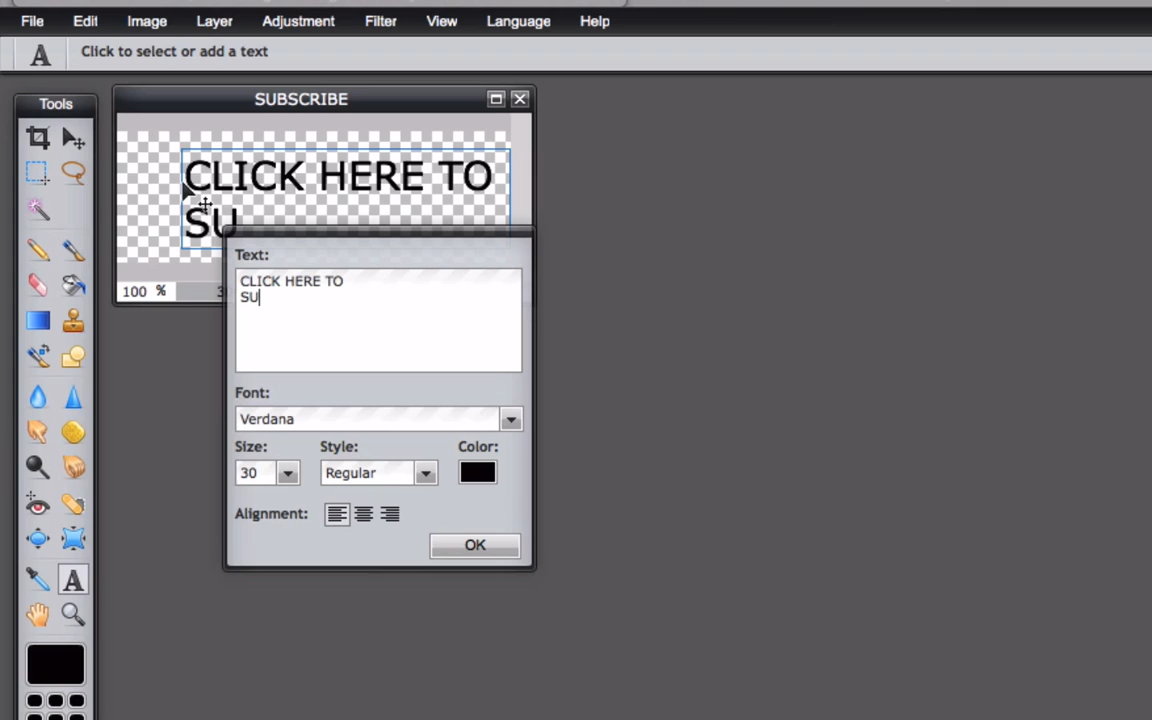 File Edit Image Layer Adjustment Filter View Language Help
A Click to select or add a text
Tools
SUBSCRIBE
CLICK HERE TO
SU
100 %
Text:
CLICK HERE TO
SU
Font:
Verdana
Size: Style: Color:
30 Regular
Alignment:
OK
A